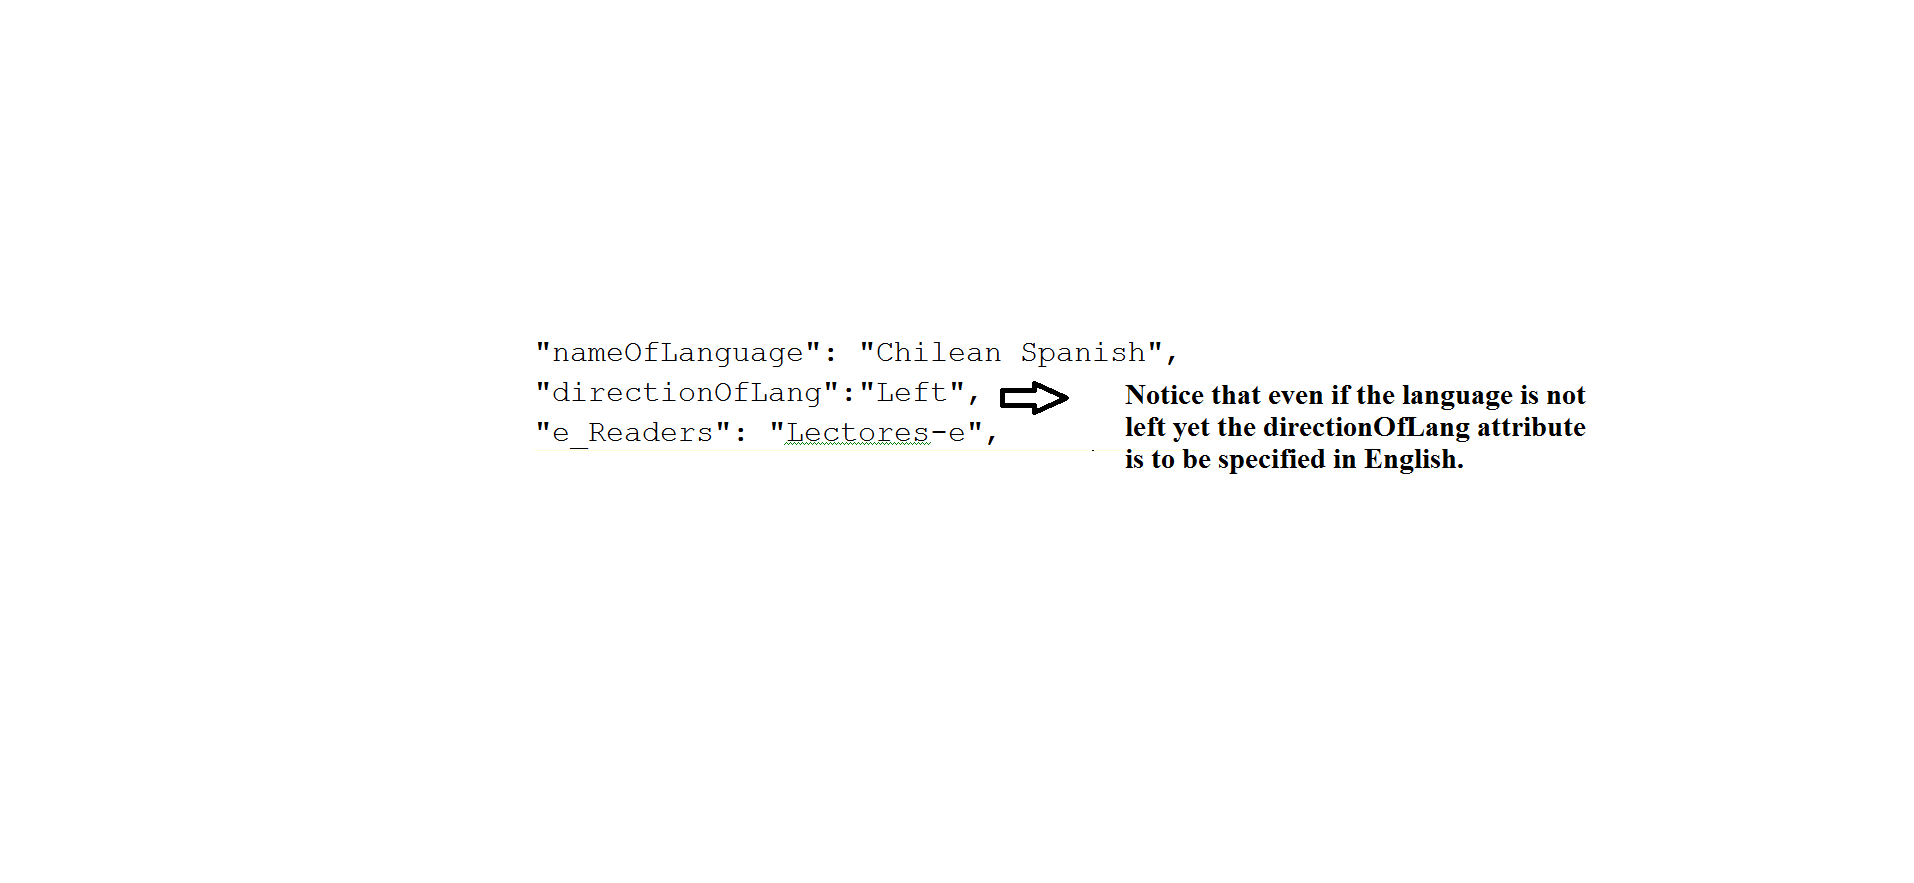 "nameOfLanguage": "Chilean Spanish",
"directionOfLang":"Left",
"e_Readers": "Lectores-e",
Notice that even if the language is not
left yet the directionOfLang attribute
is to be specified in English.